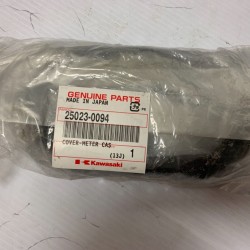 GENUINE PARTS
MADE IN JAPAN
25023-0094
COVER-METER CAS
(132) 1
Kawasaki